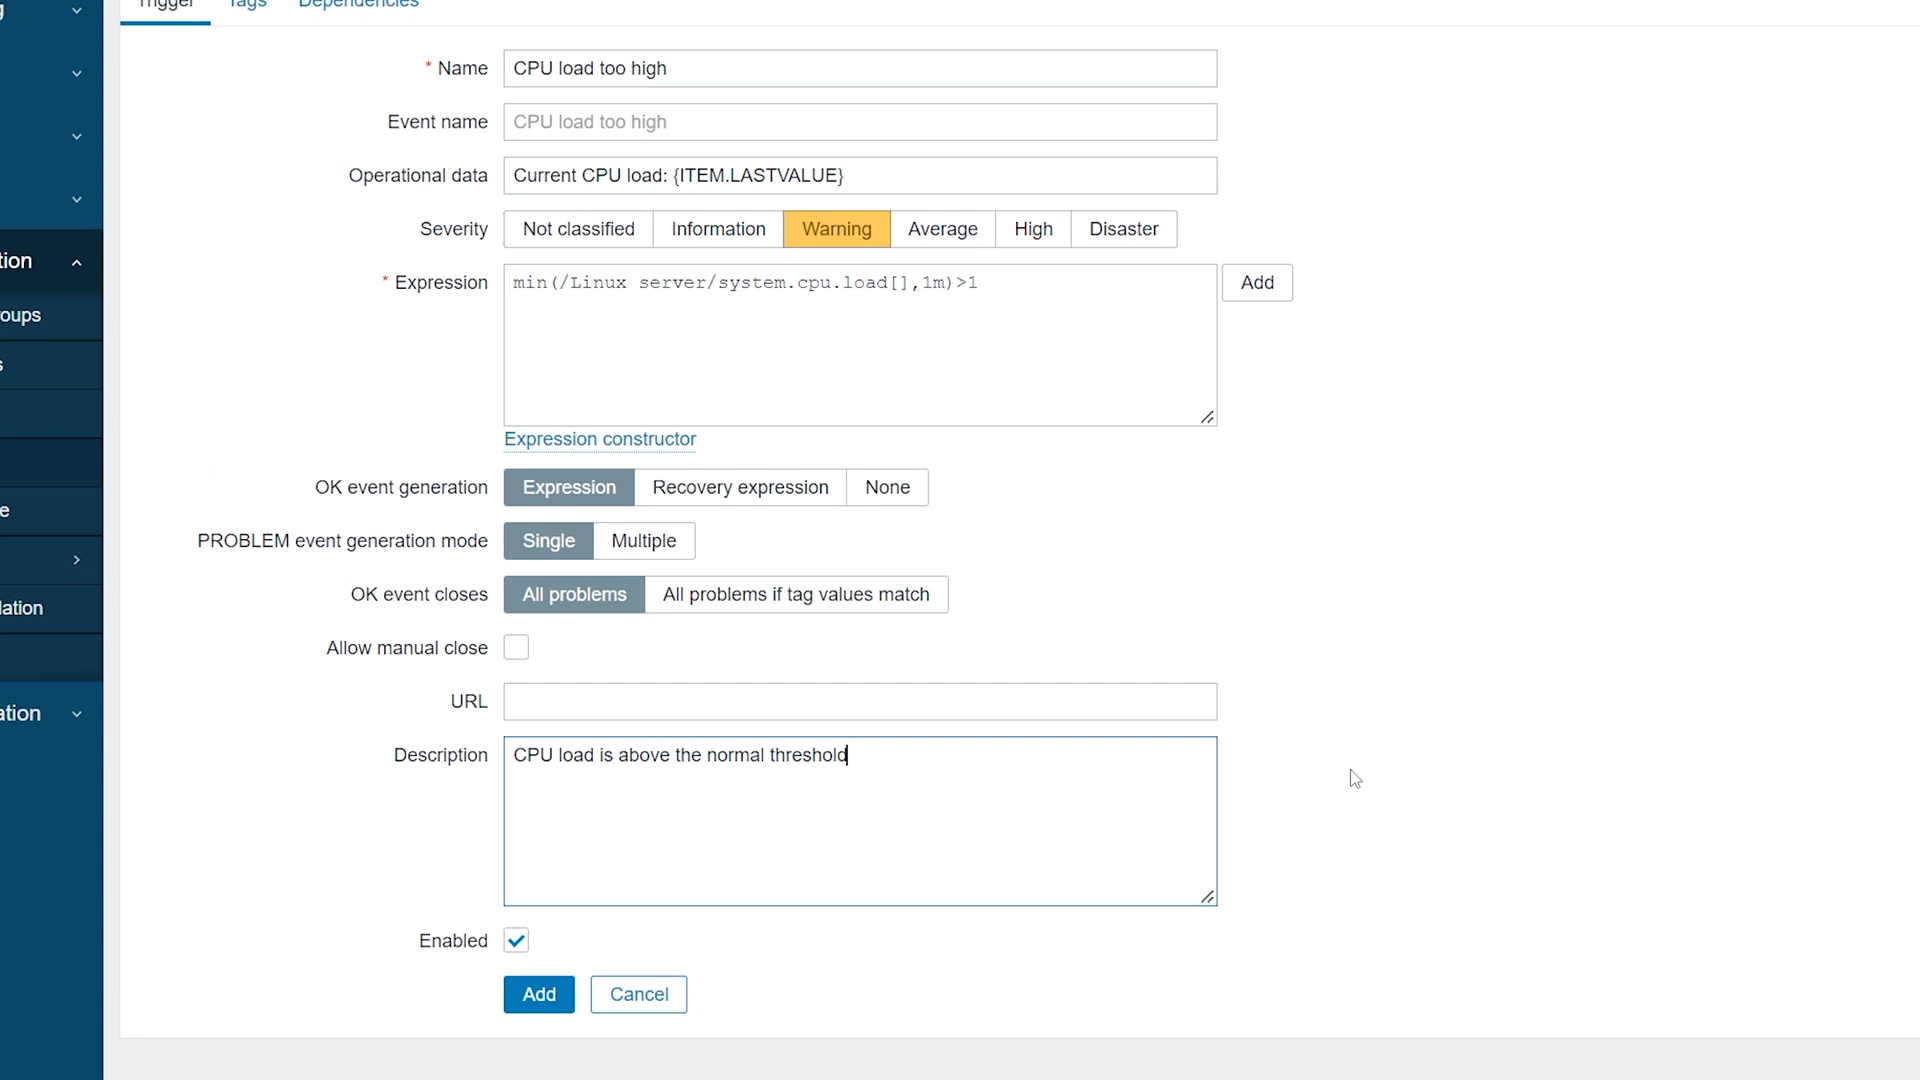 Trigger Tags Dependencies
* Name CPU load too high
Event name CPU load too high
Operational data Current CPU load: {ITEM.LASTVALUE}
Severity Not classified Information Warning Average High Disaster
* Expression min(/Linux server/system.cpu.load[],1m)>1 Add
Expression constructor
OK event generation Expression Recovery expression None
PROBLEM event generation mode Single Multiple
OK event closes All problems All problems if tag values match
Allow manual close
URL
Description CPU load is above the normal threshold
Enabled
Add Cancel
tion
oups
s
e
lation
ation